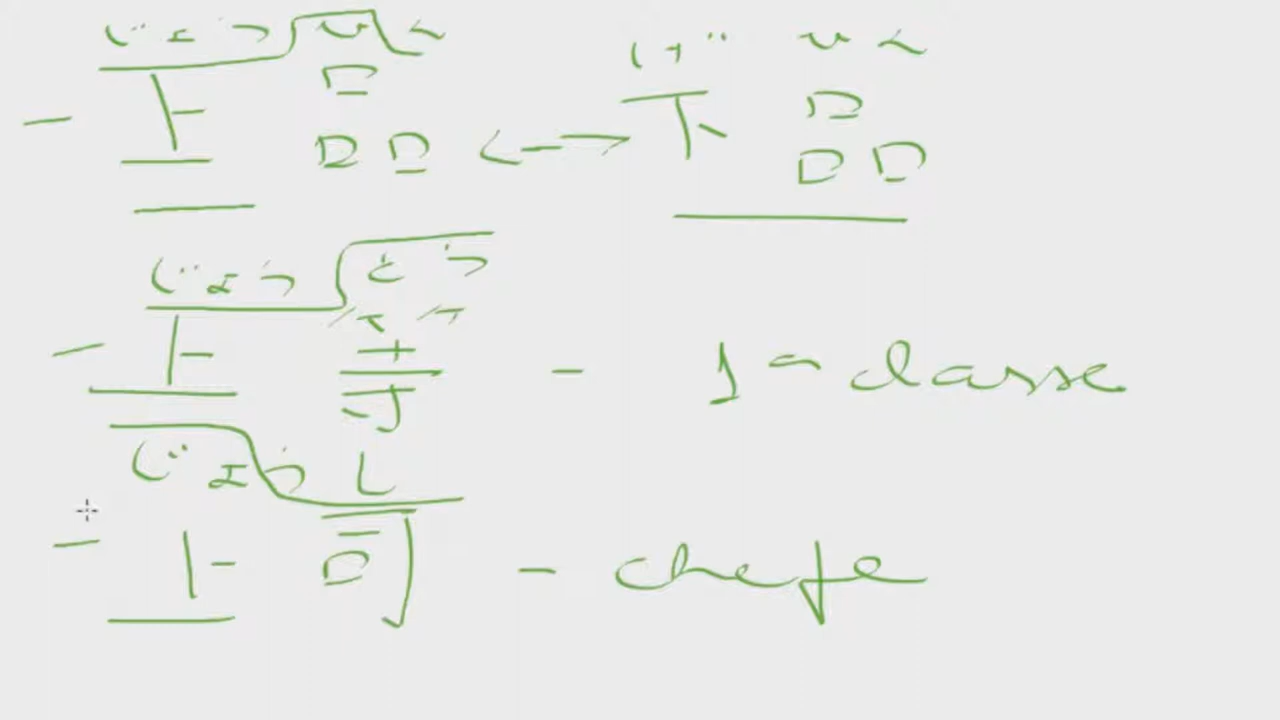 じょうひん げひん
- 上品 ←→ 下品
じょうとう
- 上等 - 1ª classe
じょうし
- 上司 - chefe